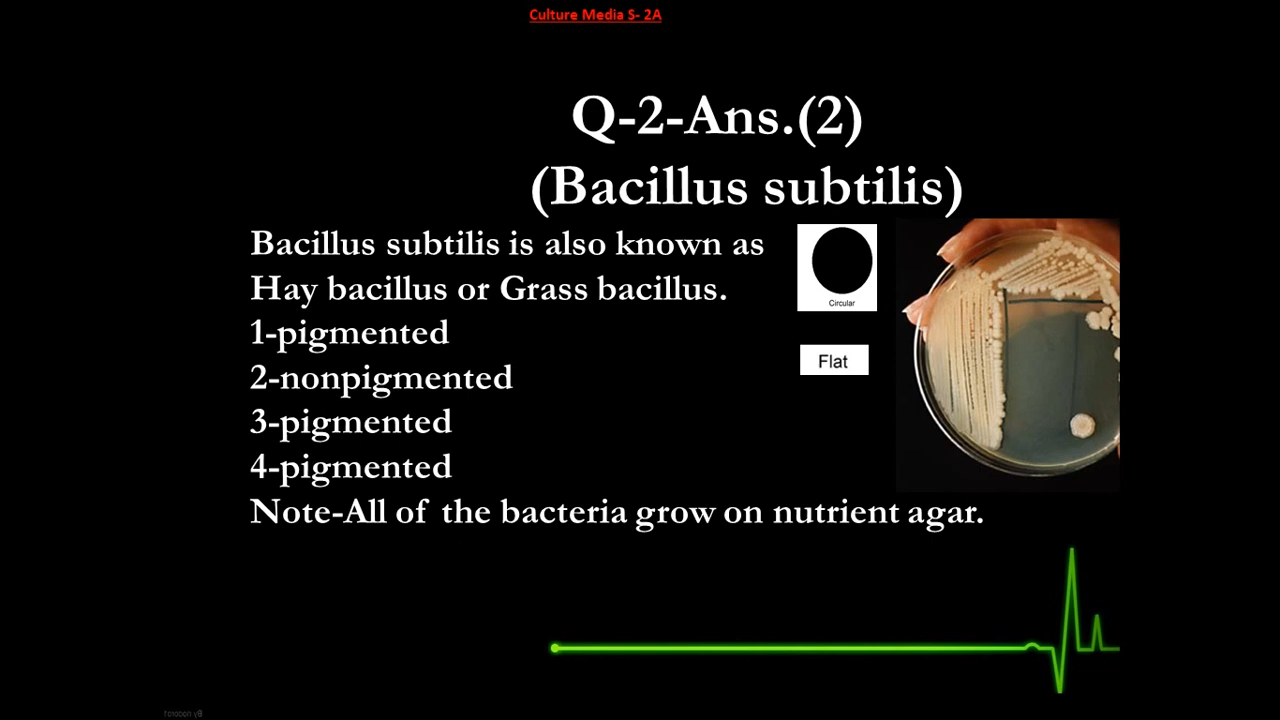 Culture Media S- 2A
Q-2-Ans.(2)
(Bacillus subtilis)
Bacillus subtilis is also known as
Hay bacillus or Grass bacillus.
1-pigmented
2-nonpigmented
3-pigmented
4-pigmented
Note-All of the bacteria grow on nutrient agar.
Circular
Flat